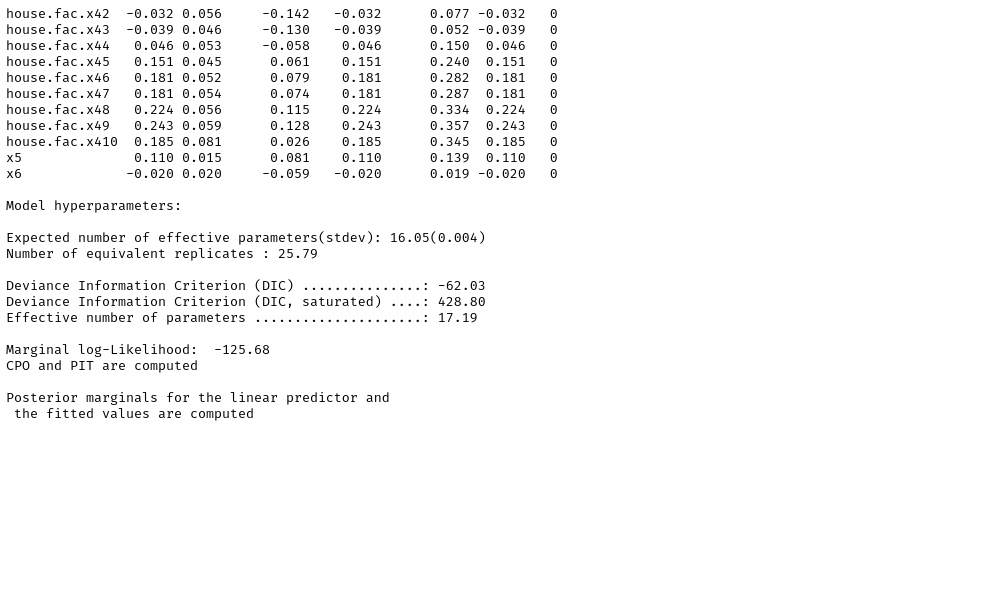 house.fac.x42  -0.032 0.056     -0.142   -0.032      0.077 -0.032   0
house.fac.x43  -0.039 0.046     -0.130   -0.039      0.052 -0.039   0
house.fac.x44   0.046 0.053     -0.058    0.046      0.150  0.046   0
house.fac.x45   0.151 0.045      0.061    0.151      0.240  0.151   0
house.fac.x46   0.181 0.052      0.079    0.181      0.282  0.181   0
house.fac.x47   0.181 0.054      0.074    0.181      0.287  0.181   0
house.fac.x48   0.224 0.056      0.115    0.224      0.334  0.224   0
house.fac.x49   0.243 0.059      0.128    0.243      0.357  0.243   0
house.fac.x410  0.185 0.081      0.026    0.185      0.345  0.185   0
x5              0.110 0.015      0.081    0.110      0.139  0.110   0
x6             -0.020 0.020     -0.059   -0.020      0.019 -0.020   0
Model hyperparameters:
Expected number of effective parameters(stdev): 16.05(0.004)
Number of equivalent replicates : 25.79
Deviance Information Criterion (DIC) ...............: -62.03
Deviance Information Criterion (DIC, saturated) ....: 428.80
Effective number of parameters .....................: 17.19
Marginal log-Likelihood:  -125.68
CPO and PIT are computed
Posterior marginals for the linear predictor and
 the fitted values are computed